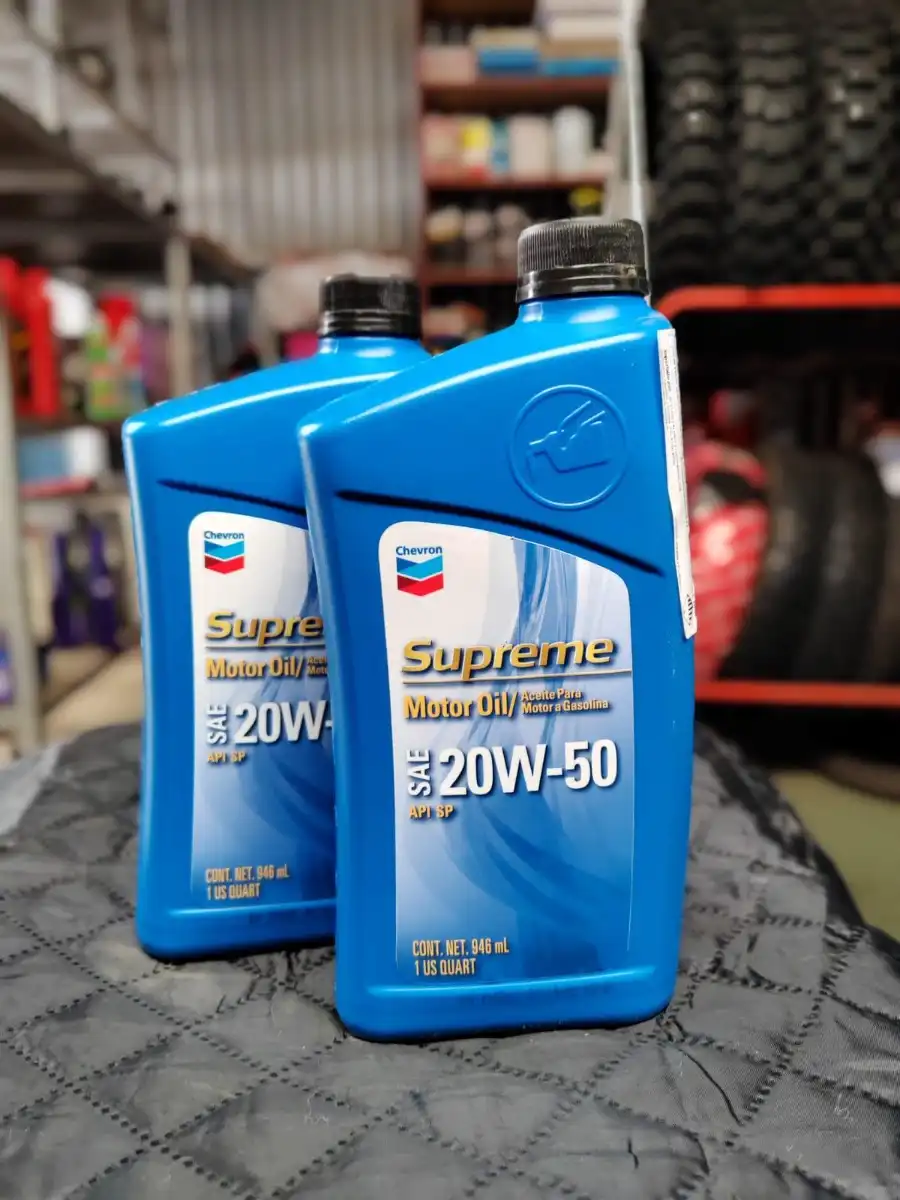 Chevron
Supre
Motor Oil/
SAE 20W-
API SP
CONT. NET. 946 mL
1 US QUART
Chevron
Supreme
Motor Oil/ Aceite Para
Motor a Gasolina
SAE 20W-50
API SP
CONT. NET. 946 mL
1 US QUART